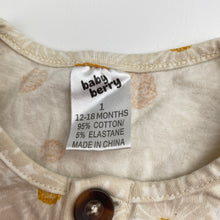 baby
berry
1
12-18 MONTHS
95% COTTON/
5% ELASTANE
MADE IN CHINA